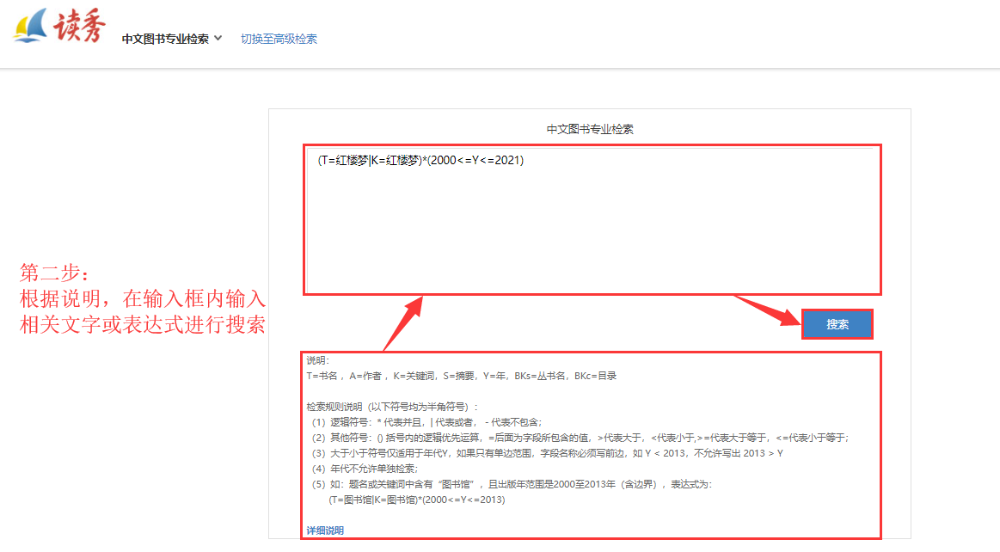 读秀
中文图书专业检索
切换至高级检索
中文图书专业检索
(T=红楼梦|K=红楼梦)*(2000<=Y<=2021)
第二步：
根据说明，在输入框内输入
相关文字或表达式进行搜索
搜索
说明：
T=书名 ，A=作者 ，K=关键词，S=摘要，Y=年，BKs=丛书名，BKc=目录
检索规则说明（以下符号均为半角符号）：
（1）逻辑符号：* 代表并且，| 代表或者， - 代表不包含；
（2）其他符号：() 括号内的逻辑优先运算，=后面为字段所包含的值，>代表大于，<代表小于,>=代表大于等于，<=代表小于等于；
（3）大于小于符号仅适用于年代Y，如果只有单边范围，字段名称必须写前边，如 Y < 2013，不允许写出 2013 > Y
（4）年代不允许单独检索；
（5）如：题名或关键词中含有“图书馆”，且出版年范围是2000至2013年（含边界），表达式为：
(T=图书馆|K=图书馆)*(2000<=Y<=2013)
详细说明